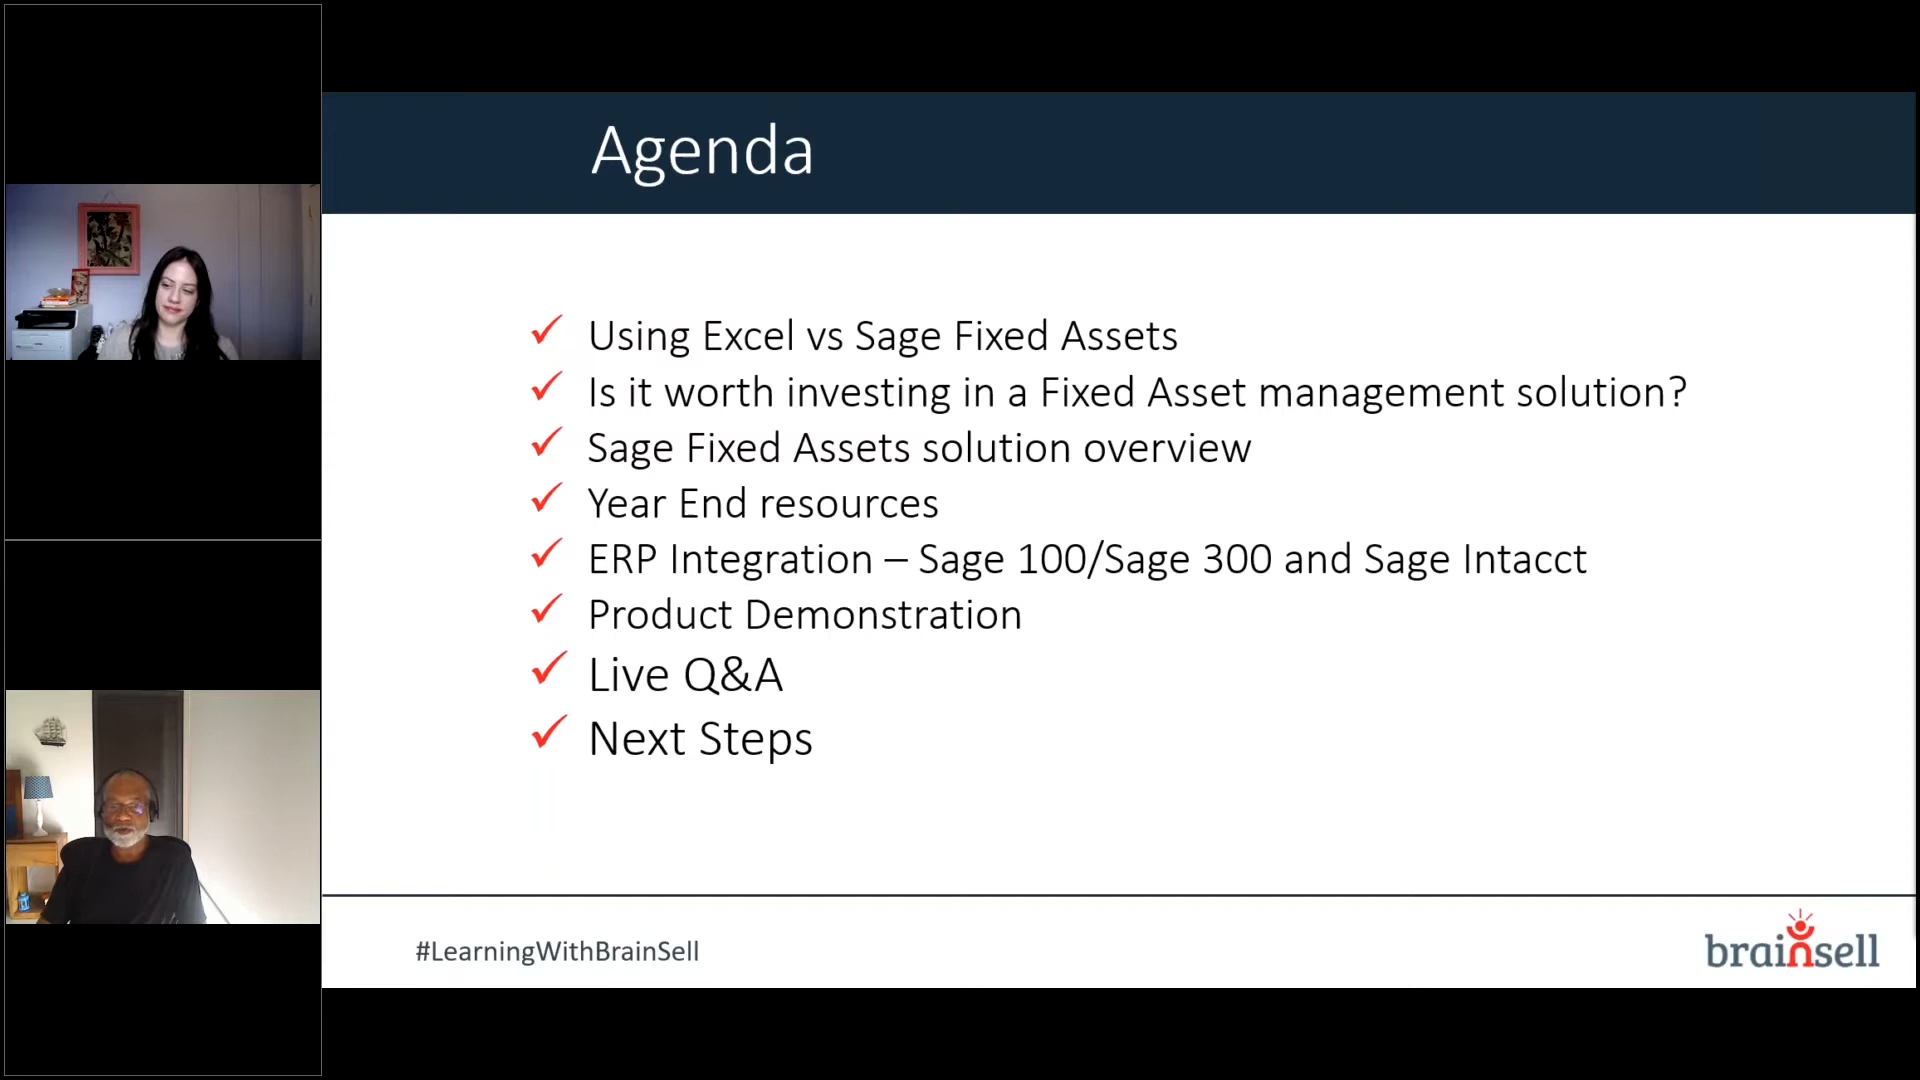 Agenda
Using Excel vs Sage Fixed Assets
Is it worth investing in a Fixed Asset management solution?
Sage Fixed Assets solution overview
Year End resources
ERP Integration – Sage 100/Sage 300 and Sage Intacct
Product Demonstration
Live Q&A
Next Steps
#LearningWithBrainSell
brainsell